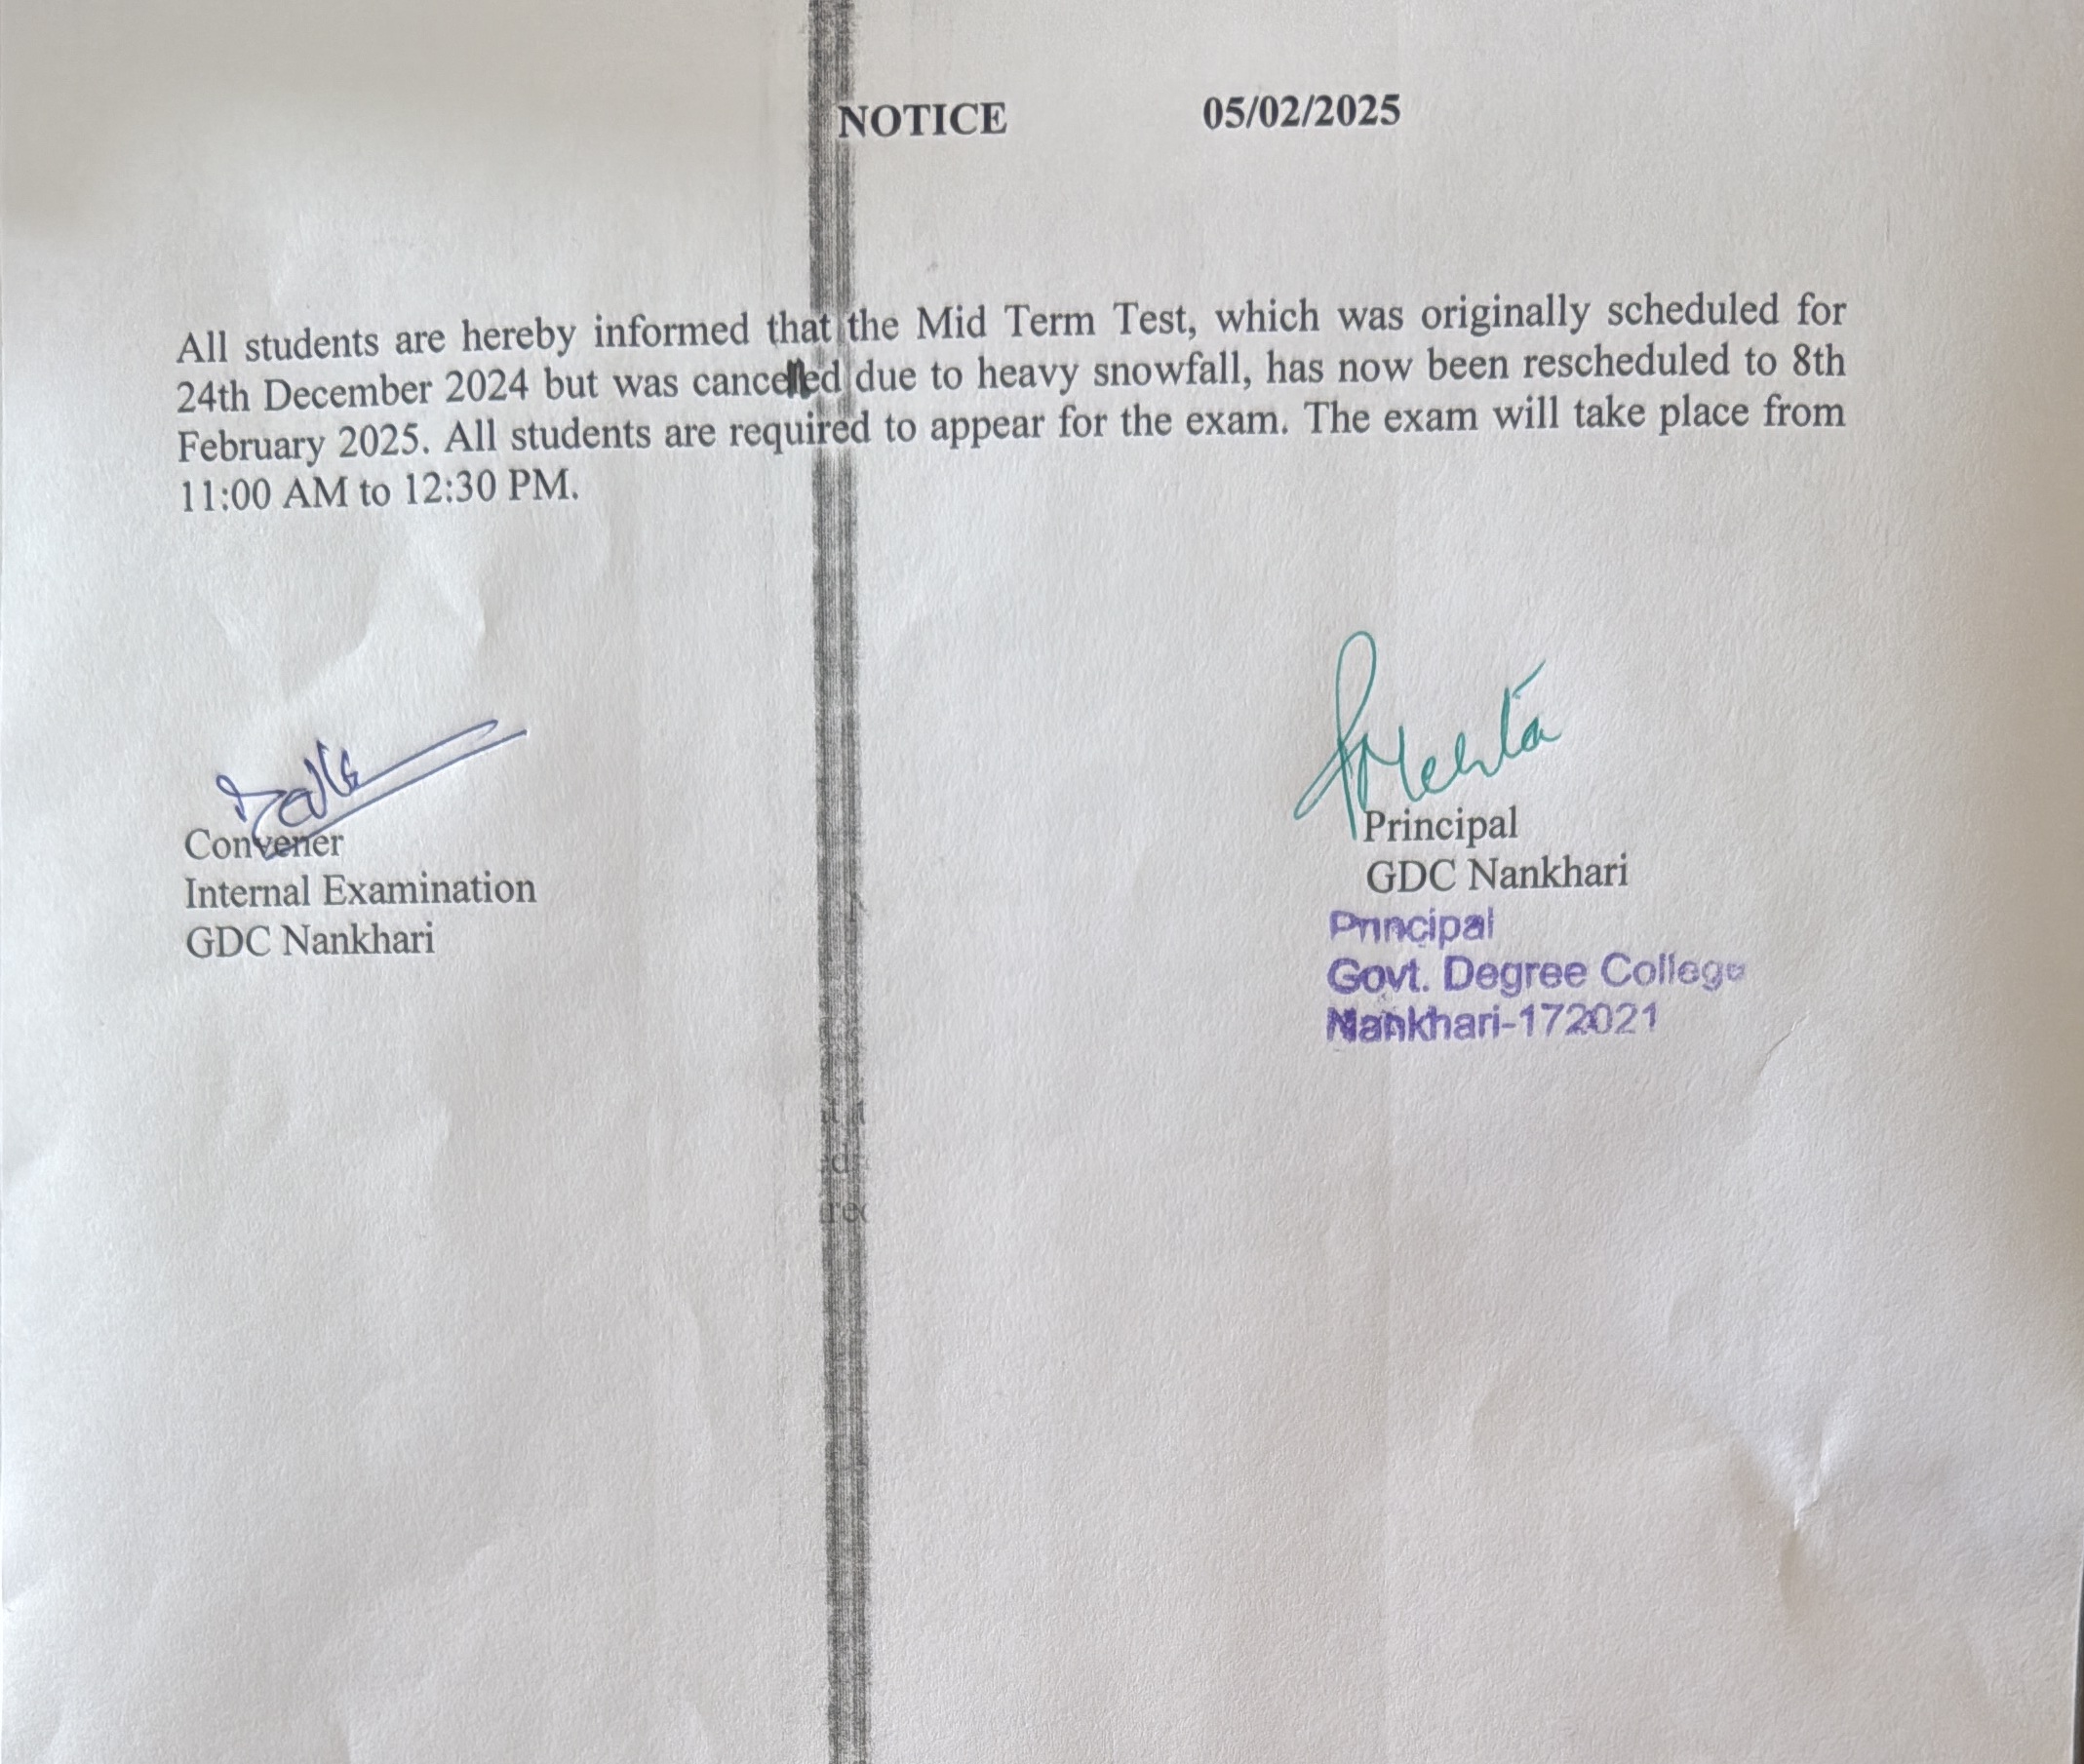 NOTICE 05/02/2025
All students are hereby informed that the Mid Term Test, which was originally scheduled for
24th December 2024 but was cancelled due to heavy snowfall, has now been rescheduled to 8th
February 2025. All students are required to appear for the exam. The exam will take place from
11:00 AM to 12:30 PM.
Mehta
Convener
Internal Examination
GDC Nankhari
Principal
GDC Nankhari
Principal
Govt. Degree College
Nankhari-172021